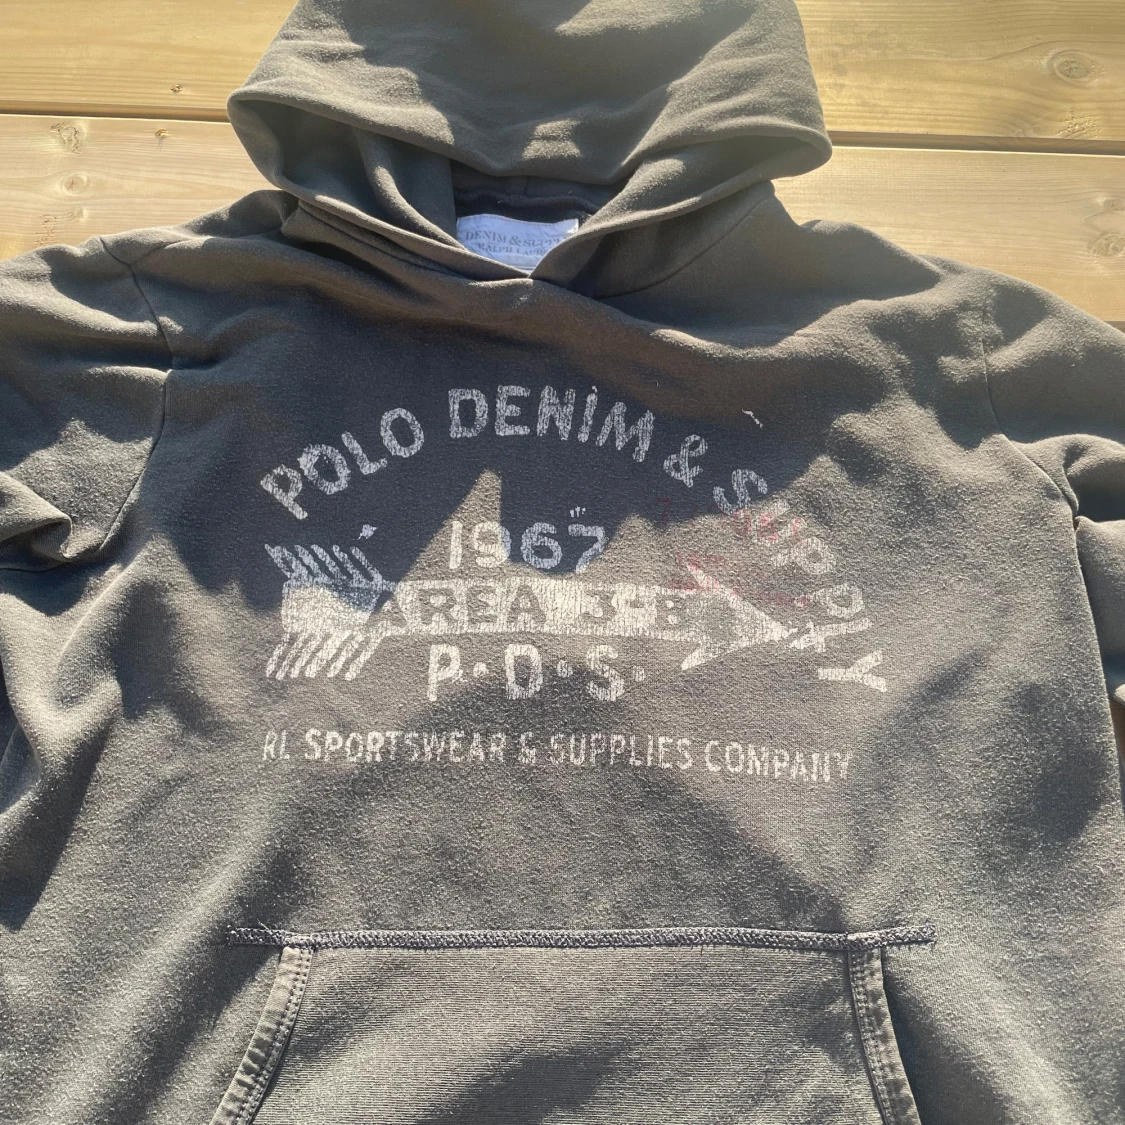 DENIM & SUPPLY
RALPH LAUREN
POLO DENIM & SUPPLY
1967
AREA 3-B
P·D·S·
RL SPORTSWEAR & SUPPLIES COMPANY